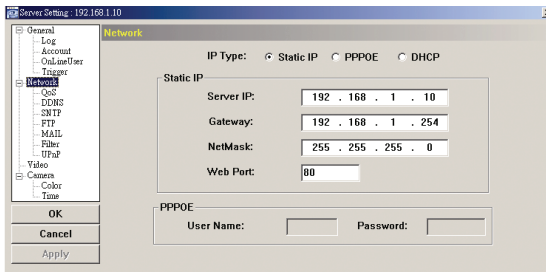 Server Setting : 192.168.1.10
General
Log
Account
OnLineUser
Trigger
Network
QoS
DDNS
SNTP
FTP
MAIL
Filter
UPnP
Video
Camera
Color
Time
OK
Cancel
Apply
Network
IP Type: Static IP PPPOE DHCP
Static IP
Server IP: 192 . 168 . 1 . 10
Gateway: 192 . 168 . 1 . 254
NetMask: 255 . 255 . 255 . 0
Web Port: 80
PPPOE
User Name: Password: